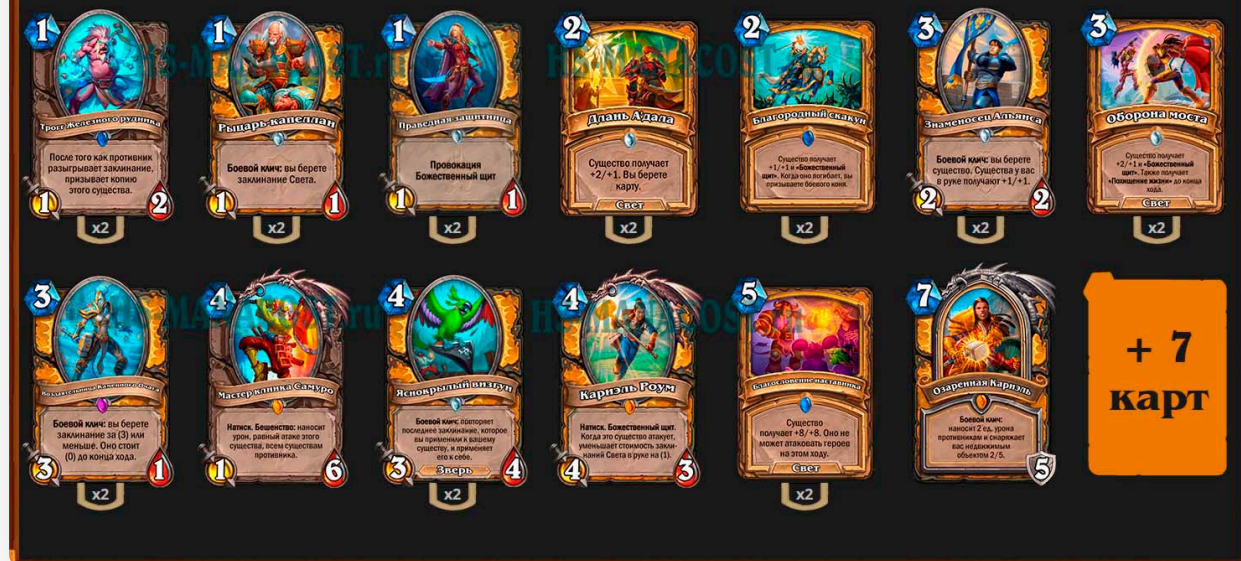 1
Трогг Железного рудника
После того как противник
разыгрывает заклинание,
призывает копию
этого существа.
1
2
x2
1
Рыцарь-капеллан
Боевой клич: вы берете
заклинание Света.
1
1
x2
1
Праведная защитница
Провокация
Божественный щит
1
1
x2
2
Длань А'дала
Существо получает
+2/+1. Вы берете
карту.
Свет
x2
2
Благородный скакун
Существо получает
+1/+1 и «Божественный
щит». Когда оно погибает, вы
призываете боевого коня.
x2
3
Знаменосец Альянса
Боевой клич: вы берете
существо. Существа у вас
в руке получают +1/+1.
2
2
x2
3
Оборона моста
Существо получает
+2/+1 и «Божественный
щит». Также получает
«Похищение жизни» до конца
хода.
Свет
x2
3
Воздаятельница Каменного Очага
Боевой клич: вы берете
заклинание за (3) или
меньше. Оно стоит
(0) до конца хода.
3
1
x2
4
Мастер клинка Самуро
Натиск. Бешенство: наносит
урон, равный атаке этого
существа, всем существам
противника.
1
6
4
Яснокрылый визгун
Боевой клич: повторяет
последнее заклинание, которое
вы применили к вашему
существу, и применяет
его к себе.
Зверь
3
4
x2
4
Кариэль Роум
Натиск. Божественный щит.
Когда это существо атакует,
уменьшает стоимость закли-
наний Света в руке на (1).
4
3
5
Благословение наставника
Существо
получает +8/+8. Оно не
может атаковать героев
на этом ходу.
Свет
x2
7
Озаренная Кариэль
Боевой клич:
наносит 2 ед. урона
противникам и снаряжает
вас недвижимым
объектом 2/5.
5
+ 7
карт